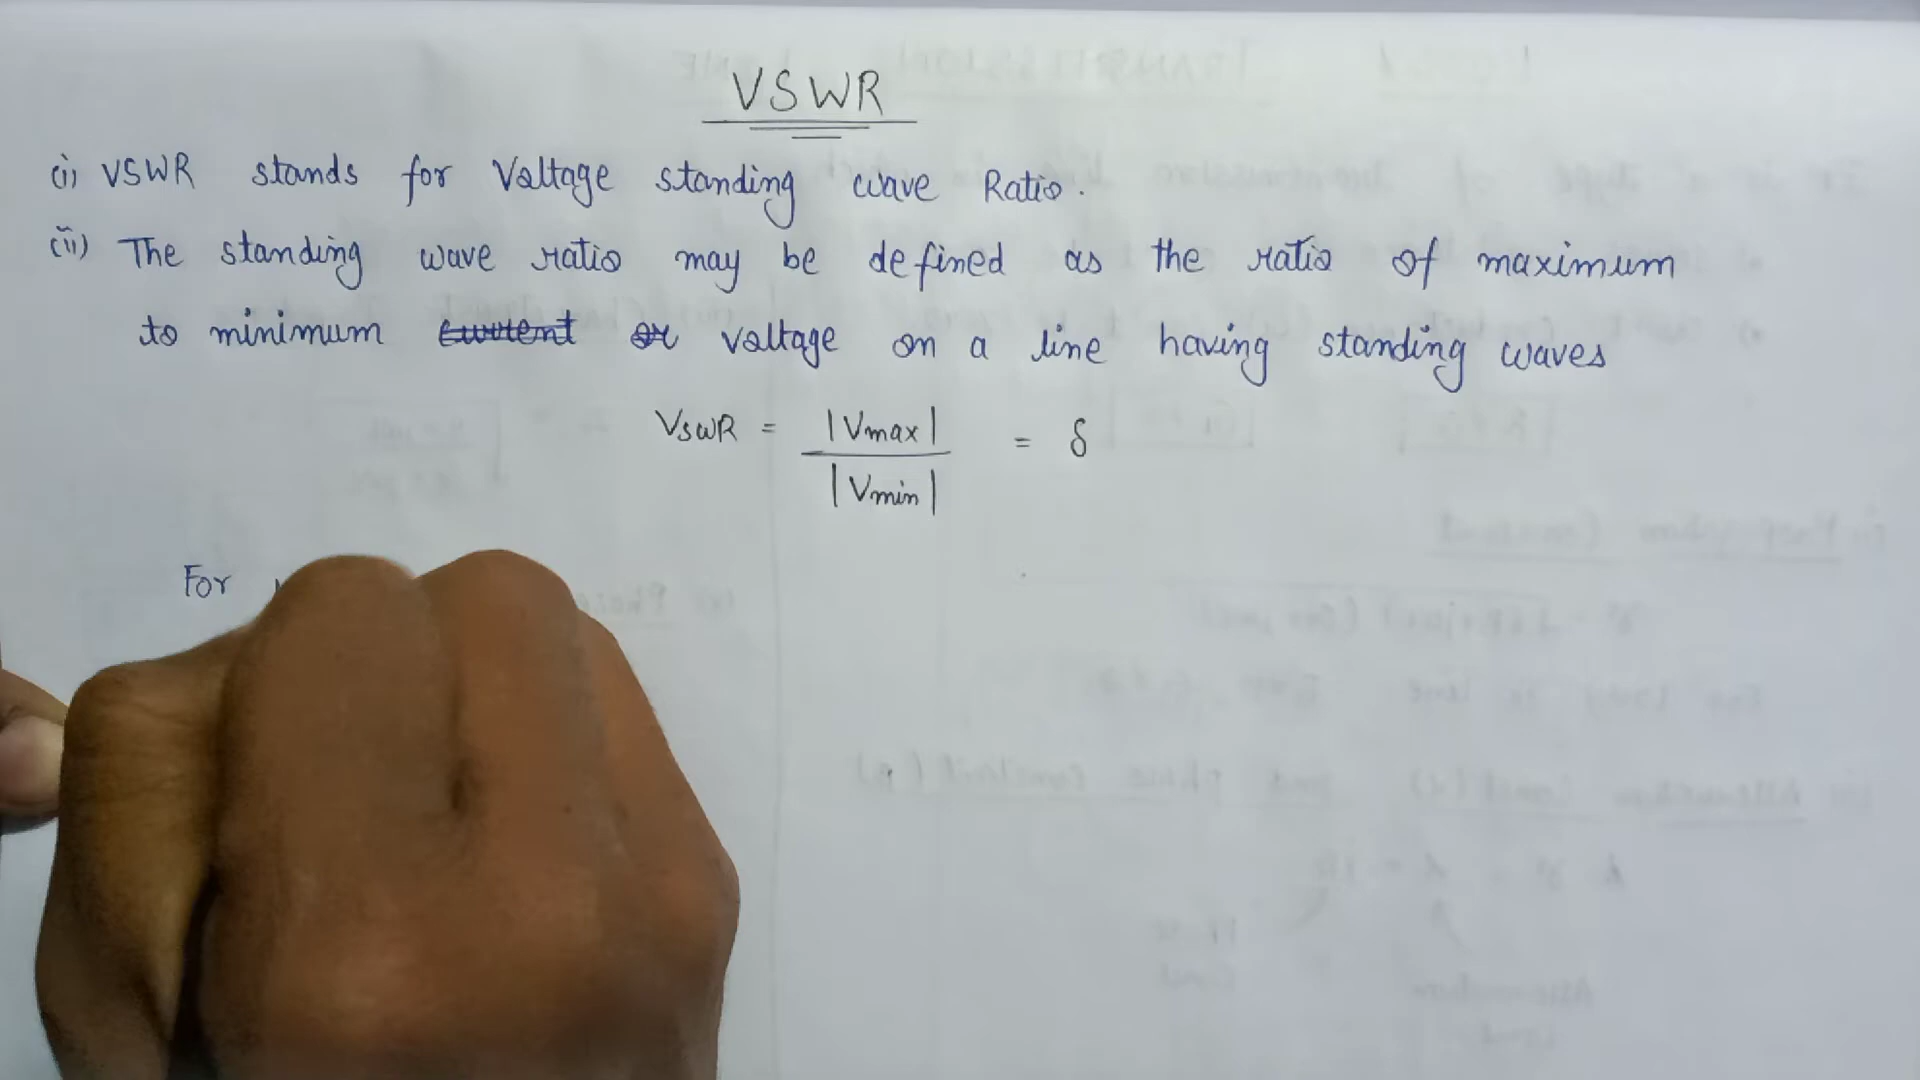 VSWR
(i) VSWR stands for Voltage standing wave Ratio.
(ii) The standing wave ratio may be defined as the ratio of maximum
to minimum current or voltage on a line having standing waves
VSWR = |Vmax| / |Vmin| = δ
For